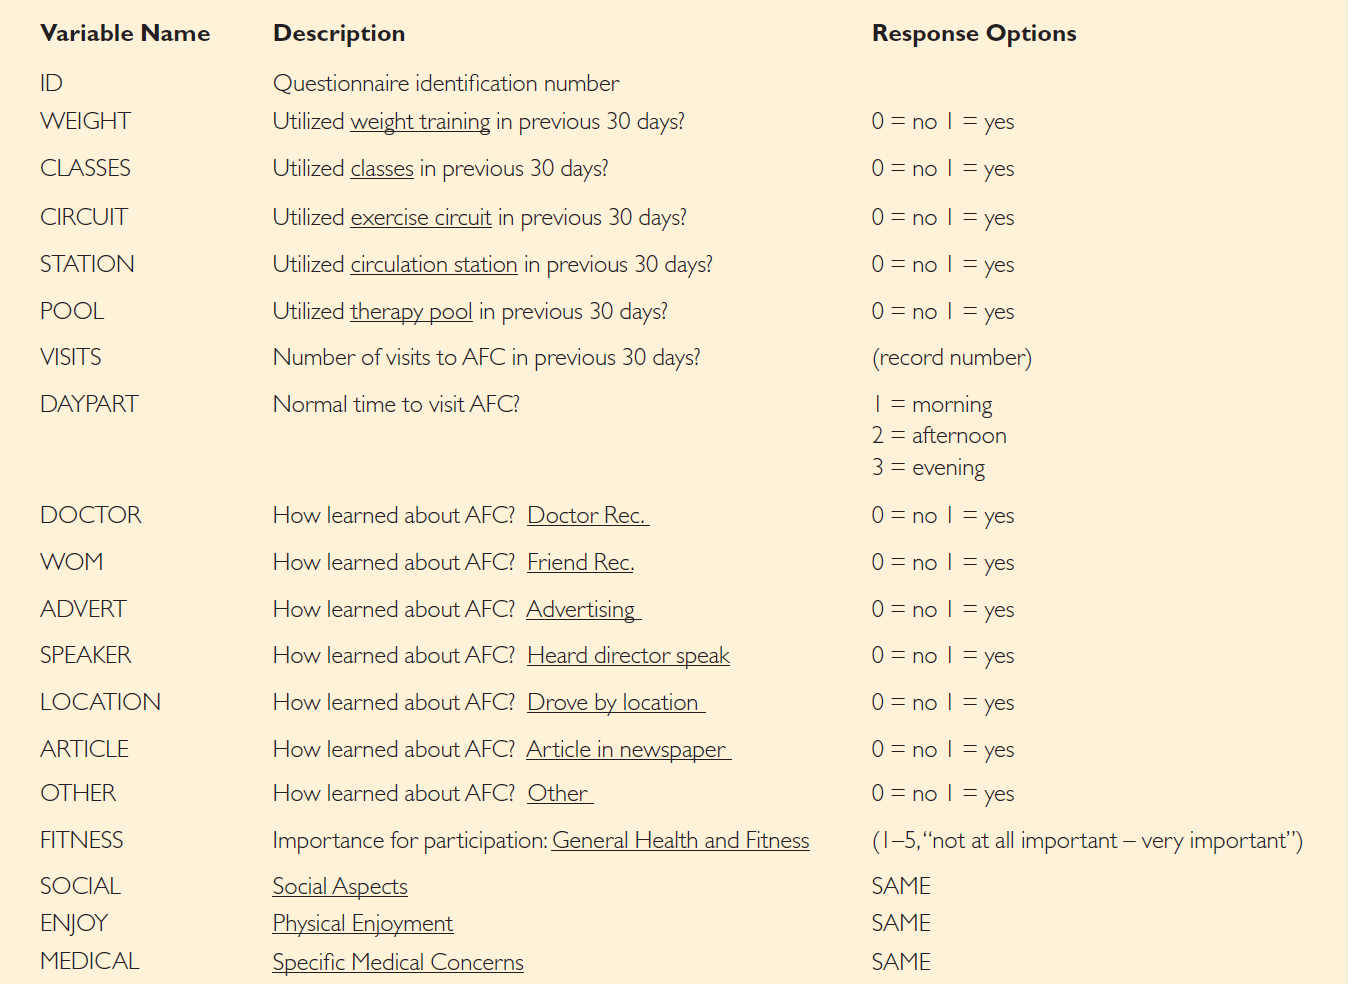 Variable Name Description Response Options
ID Questionnaire identification number
WEIGHT Utilized weight training in previous 30 days? 0 = no 1 = yes
CLASSES Utilized classes in previous 30 days? 0 = no 1 = yes
CIRCUIT Utilized exercise circuit in previous 30 days? 0 = no 1 = yes
STATION Utilized circulation station in previous 30 days? 0 = no 1 = yes
POOL Utilized therapy pool in previous 30 days? 0 = no 1 = yes
VISITS Number of visits to AFC in previous 30 days? (record number)
DAYPART Normal time to visit AFC? 1 = morning
2 = afternoon
3 = evening
DOCTOR How learned about AFC? Doctor Rec. 0 = no 1 = yes
WOM How learned about AFC? Friend Rec. 0 = no 1 = yes
ADVERT How learned about AFC? Advertising 0 = no 1 = yes
SPEAKER How learned about AFC? Heard director speak 0 = no 1 = yes
LOCATION How learned about AFC? Drove by location 0 = no 1 = yes
ARTICLE How learned about AFC? Article in newspaper 0 = no 1 = yes
OTHER How learned about AFC? Other 0 = no 1 = yes
FITNESS Importance for participation: General Health and Fitness (1–5, “not at all important – very important”)
SOCIAL Social Aspects SAME
ENJOY Physical Enjoyment SAME
MEDICAL Specific Medical Concerns SAME